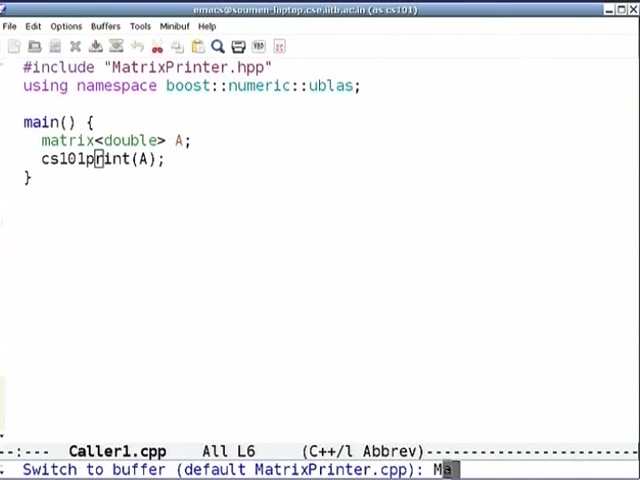 emacs@soumen-laptop.cse.iitb.ac.in (as cs101)
File Edit Options Buffers Tools Minibuf Help
#include "MatrixPrinter.hpp"
using namespace boost::numeric::ublas;
main() {
matrix<double> A;
cs101print(A);
}
--:--- Caller1.cpp All L6 (C++/l Abbrev)------------------------
Switch to buffer (default MatrixPrinter.cpp): Ma